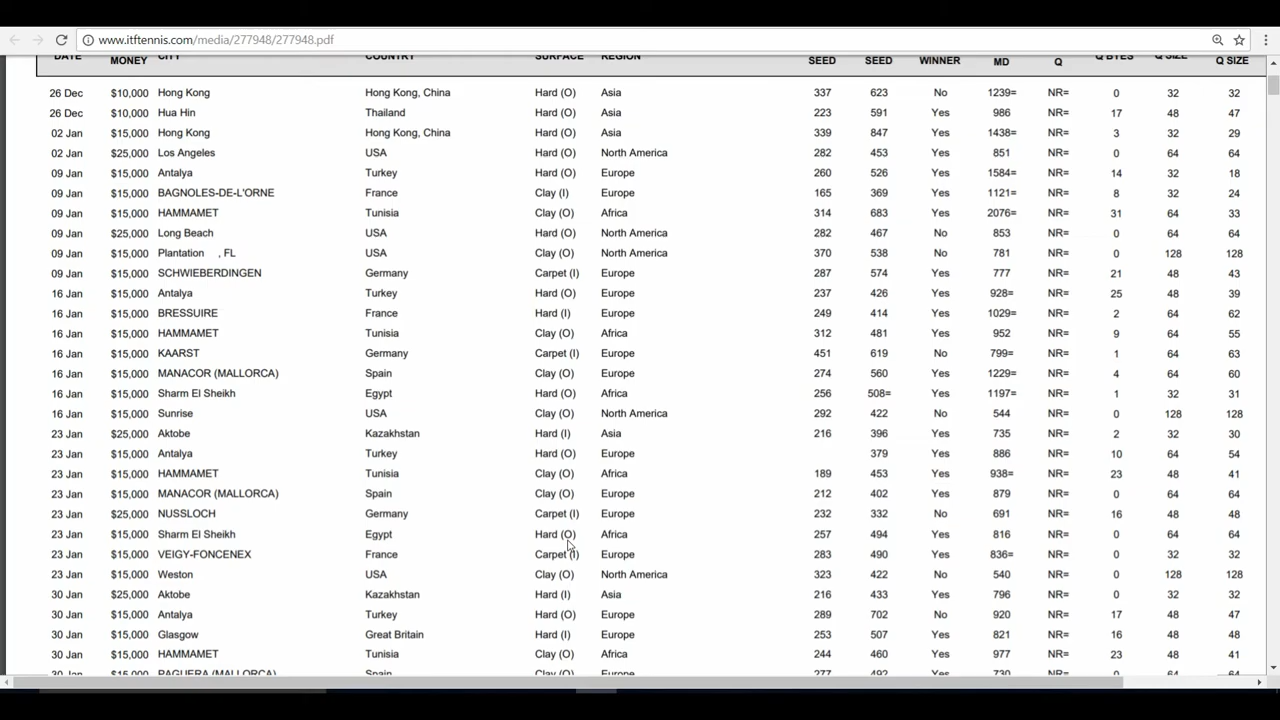 www.itftennis.com/media/277948/277948.pdf
DATE MONEY CITY COUNTRY SURFACE REGION SEED SEED WINNER MD Q Q BYES Q SIZE Q SIZE
26 Dec $10,000 Hong Kong Hong Kong, China Hard (O) Asia 337 623 No 1239= NR= 0 32 32
26 Dec $10,000 Hua Hin Thailand Hard (O) Asia 223 591 Yes 986 NR= 17 48 47
02 Jan $15,000 Hong Kong Hong Kong, China Hard (O) Asia 339 847 Yes 1438= NR= 3 32 29
02 Jan $25,000 Los Angeles USA Hard (O) North America 282 453 Yes 851 NR= 0 64 64
09 Jan $15,000 Antalya Turkey Hard (O) Europe 260 526 Yes 1584= NR= 14 32 18
09 Jan $15,000 BAGNOLES-DE-L'ORNE France Clay (I) Europe 165 369 Yes 1121= NR= 8 32 24
09 Jan $15,000 HAMMAMET Tunisia Clay (O) Africa 314 683 Yes 2076= NR= 31 64 33
09 Jan $25,000 Long Beach USA Hard (O) North America 282 467 No 853 NR= 0 64 64
09 Jan $15,000 Plantation , FL USA Clay (O) North America 370 538 No 781 NR= 0 128 128
09 Jan $15,000 SCHWIEBERDINGEN Germany Carpet (I) Europe 287 574 Yes 777 NR= 21 48 43
16 Jan $15,000 Antalya Turkey Hard (O) Europe 237 426 Yes 928= NR= 25 48 39
16 Jan $15,000 BRESSUIRE France Hard (I) Europe 249 414 Yes 1029= NR= 2 64 62
16 Jan $15,000 HAMMAMET Tunisia Clay (O) Africa 312 481 Yes 952 NR= 9 64 55
16 Jan $15,000 KAARST Germany Carpet (I) Europe 451 619 No 799= NR= 1 64 63
16 Jan $15,000 MANACOR (MALLORCA) Spain Clay (O) Europe 274 560 Yes 1229= NR= 4 64 60
16 Jan $15,000 Sharm El Sheikh Egypt Hard (O) Africa 256 508= Yes 1197= NR= 1 32 31
16 Jan $15,000 Sunrise USA Clay (O) North America 292 422 No 544 NR= 0 128 128
23 Jan $25,000 Aktobe Kazakhstan Hard (I) Asia 216 396 Yes 735 NR= 2 32 30
23 Jan $15,000 Antalya Turkey Hard (O) Europe 379 Yes 886 NR= 10 64 54
23 Jan $15,000 HAMMAMET Tunisia Clay (O) Africa 189 453 Yes 938= NR= 23 48 41
23 Jan $15,000 MANACOR (MALLORCA) Spain Clay (O) Europe 212 402 Yes 879 NR= 0 64 64
23 Jan $25,000 NUSSLOCH Germany Carpet (I) Europe 232 332 No 691 NR= 16 48 48
23 Jan $15,000 Sharm El Sheikh Egypt Hard (O) Africa 257 494 Yes 816 NR= 0 64 64
23 Jan $15,000 VEIGY-FONCENEX France Carpet (I) Europe 283 490 Yes 836= NR= 0 32 32
23 Jan $15,000 Weston USA Clay (O) North America 323 422 No 540 NR= 0 128 128
30 Jan $25,000 Aktobe Kazakhstan Hard (I) Asia 216 433 Yes 796 NR= 0 32 32
30 Jan $15,000 Antalya Turkey Hard (O) Europe 289 702 No 920 NR= 17 48 47
30 Jan $15,000 Glasgow Great Britain Hard (I) Europe 253 507 Yes 821 NR= 16 48 48
30 Jan $15,000 HAMMAMET Tunisia Clay (O) Africa 244 460 Yes 977 NR= 23 48 41
30 Jan $15,000 PAGUERA (MALLORCA) Spain Clay (O) Europe 277 492 Yes 730 NR= 0 64 64